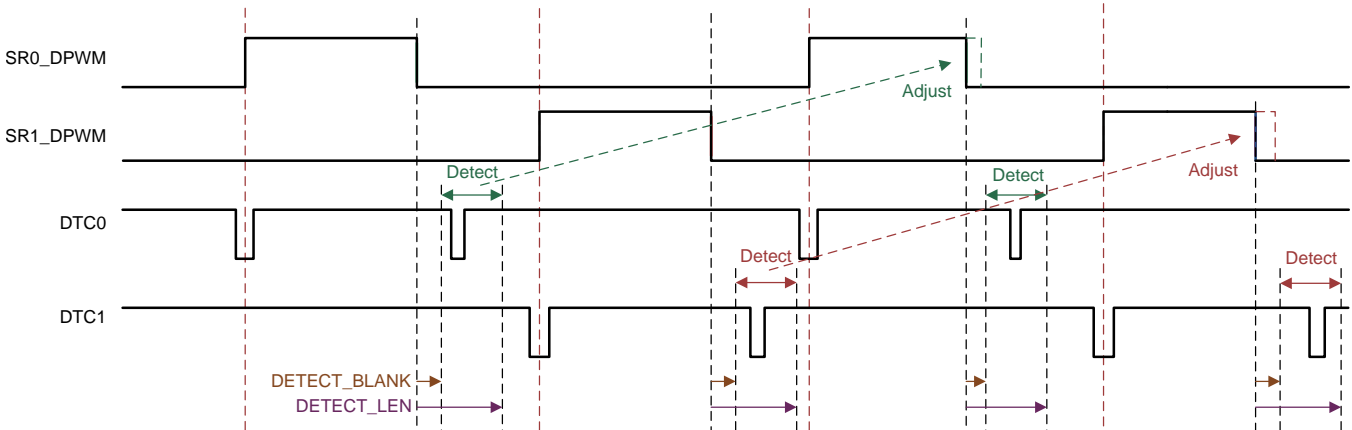 SR0_DPWM
Adjust
SR1_DPWM
Detect
Detect
Adjust
DTC0
Detect
Detect
DTC1
DETECT_BLANK
DETECT_LEN